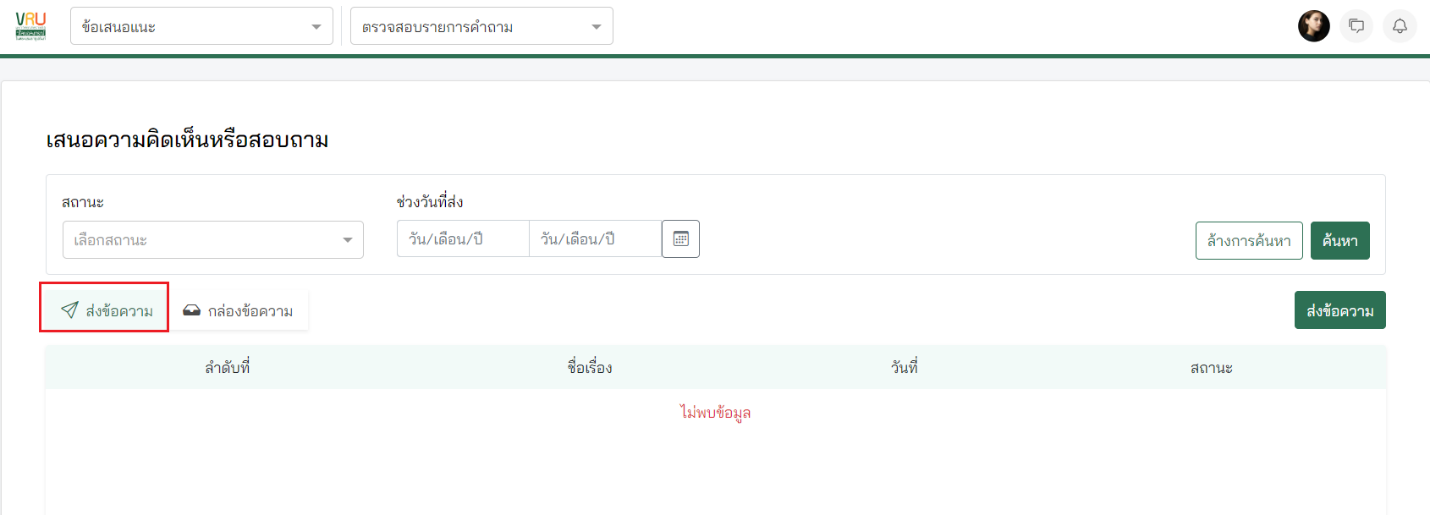 VRU
ข้อเสนอแนะ
ตรวจสอบรายการคำถาม
เสนอความคิดเห็นหรือสอบถาม
สถานะ
ช่วงวันที่ส่ง
เลือกสถานะ
วัน/เดือน/ปี
วัน/เดือน/ปี
ล้างการค้นหา
ค้นหา
ส่งข้อความ
กล่องข้อความ
ส่งข้อความ
ลำดับที่
ชื่อเรื่อง
วันที่
สถานะ
ไม่พบข้อมูล